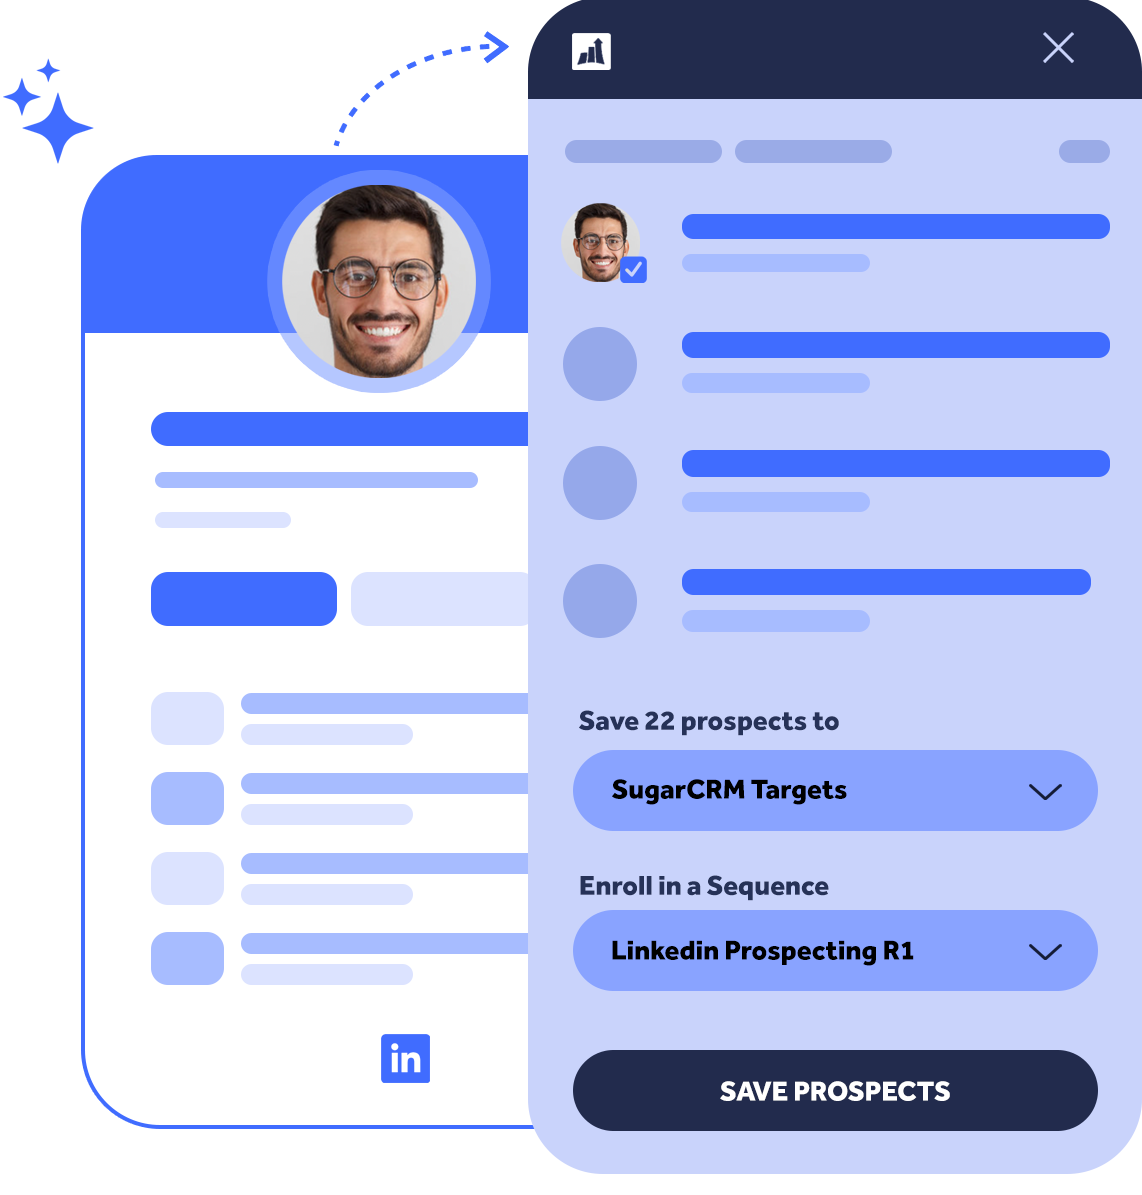 Save 22 prospects to
SugarCRM Targets
Enroll in a Sequence
Linkedin Prospecting R1
SAVE PROSPECTS
in